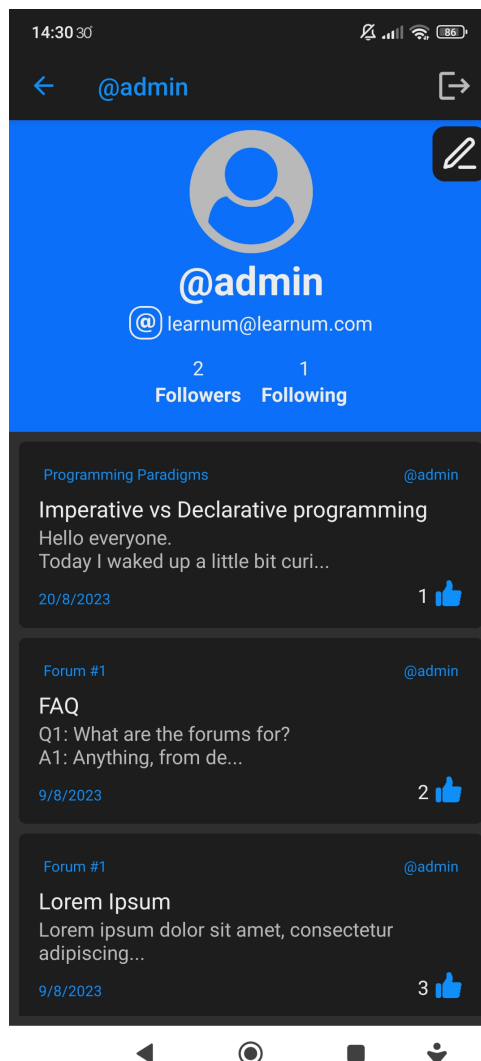 14:30 30'
86
@admin
@admin
@ learnum@learnum.com
2 1
Followers Following
Programming Paradigms @admin
Imperative vs Declarative programming
Hello everyone.
Today I waked up a little bit curi...
20/8/2023 1
Forum #1 @admin
FAQ
Q1: What are the forums for?
A1: Anything, from de...
9/8/2023 2
Forum #1 @admin
Lorem Ipsum
Lorem ipsum dolor sit amet, consectetur
adipiscing...
9/8/2023 3